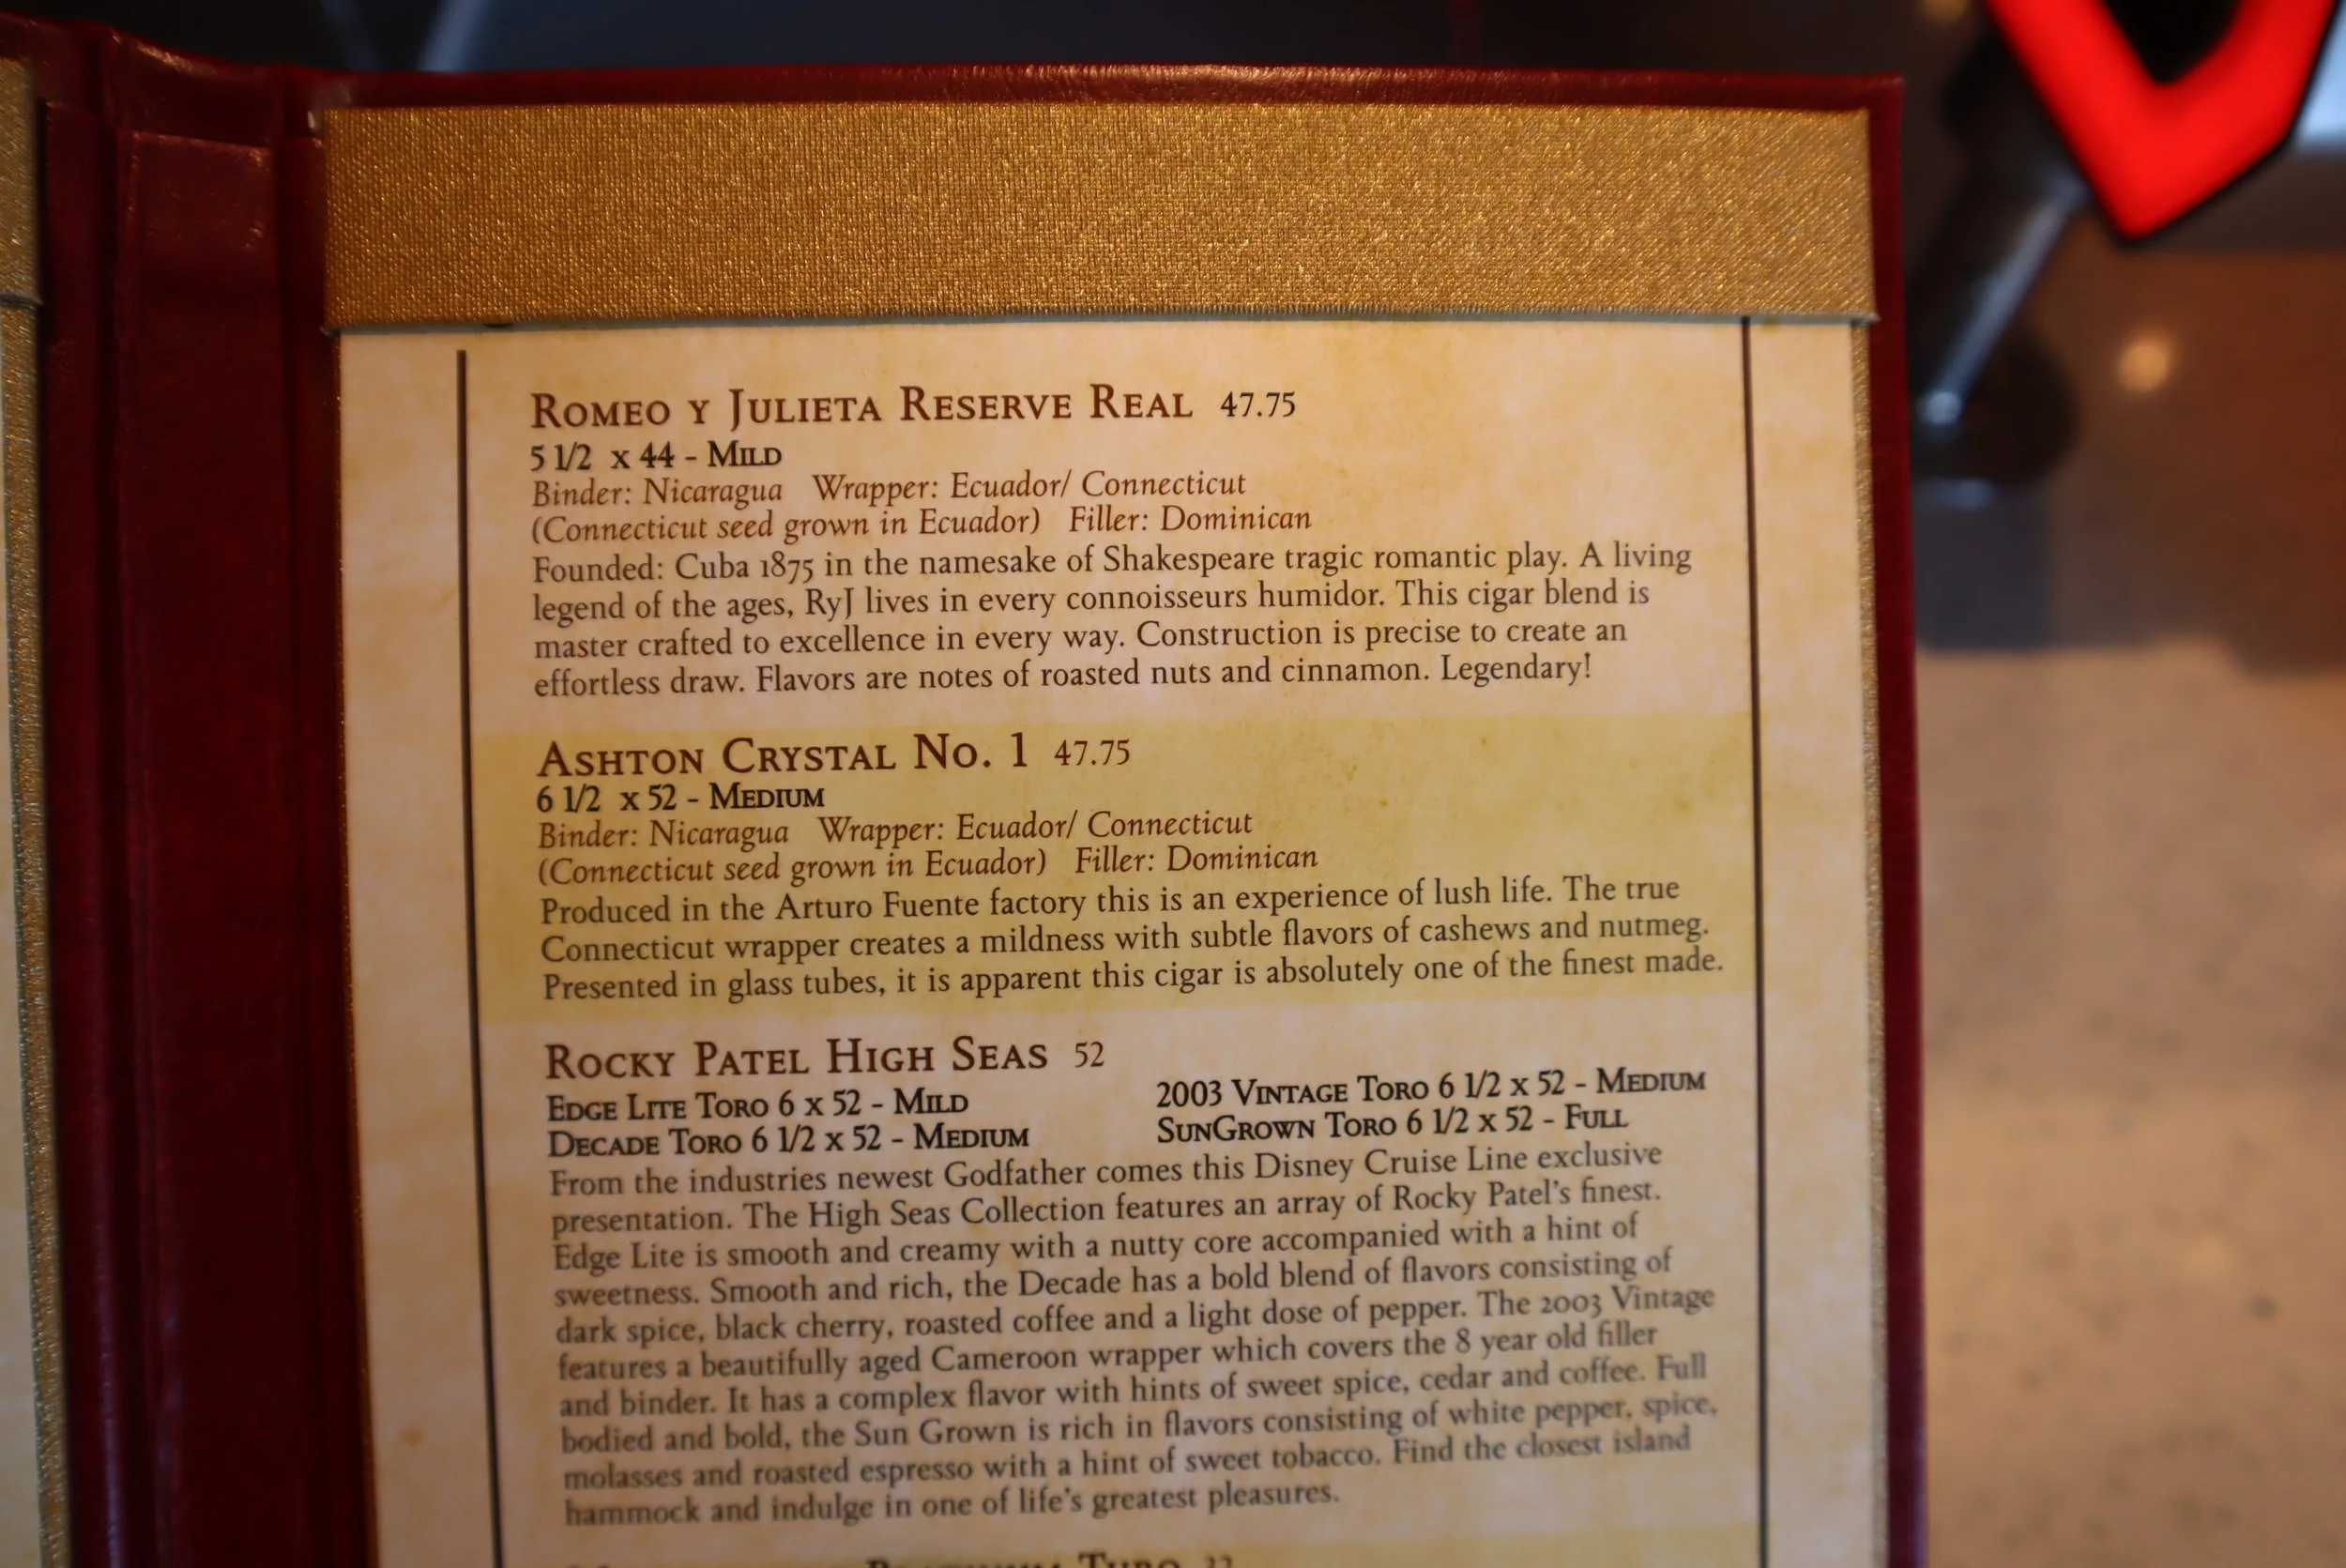 ROMEO Y JULIETA RESERVE REAL 47.75
5 1/2 x 44 - MILD
Binder: Nicaragua Wrapper: Ecuador/ Connecticut
(Connecticut seed grown in Ecuador) Filler: Dominican
Founded: Cuba 1875 in the namesake of Shakespeare tragic romantic play. A living
legend of the ages, RyJ lives in every connoisseurs humidor. This cigar blend is
master crafted to excellence in every way. Construction is precise to create an
effortless draw. Flavors are notes of roasted nuts and cinnamon. Legendary!
ASHTON CRYSTAL NO. 1 47.75
6 1/2 x 52 - MEDIUM
Binder: Nicaragua Wrapper: Ecuador/ Connecticut
(Connecticut seed grown in Ecuador) Filler: Dominican
Produced in the Arturo Fuente factory this is an experience of lush life. The true
Connecticut wrapper creates a mildness with subtle flavors of cashews and nutmeg.
Presented in glass tubes, it is apparent this cigar is absolutely one of the finest made.
ROCKY PATEL HIGH SEAS 52
EDGE LITE TORO 6 x 52 - MILD
DECADE TORO 6 1/2 x 52 - MEDIUM
2003 VINTAGE TORO 6 1/2 x 52 - MEDIUM
SUNGROWN TORO 6 1/2 x 52 - FULL
From the industries newest Godfather comes this Disney Cruise Line exclusive
presentation. The High Seas Collection features an array of Rocky Patel's finest.
Edge Lite is smooth and creamy with a nutty core accompanied with a hint of
sweetness. Smooth and rich, the Decade has a bold blend of flavors consisting of
dark spice, black cherry, roasted coffee and a light dose of pepper. The 2003 Vintage
features a beautifully aged Cameroon wrapper which covers the 8 year old filler
and binder. It has a complex flavor with hints of sweet spice, cedar and coffee. Full
bodied and bold, the Sun Grown is rich in flavors consisting of white pepper, spice,
molasses and roasted espresso with a hint of sweet tobacco. Find the closest island
hammock and indulge in one of life's greatest pleasures.